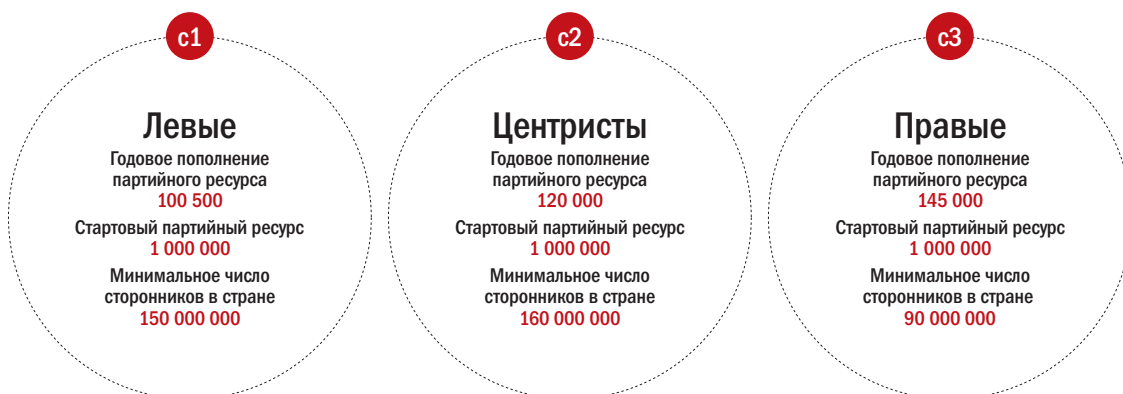 с1
Левые
Годовое пополнение
партийного ресурса
100 500
Стартовый партийный ресурс
1 000 000
Минимальное число
сторонников в стране
150 000 000
с2
Центристы
Годовое пополнение
партийного ресурса
120 000
Стартовый партийный ресурс
1 000 000
Минимальное число
сторонников в стране
160 000 000
с3
Правые
Годовое пополнение
партийного ресурса
145 000
Стартовый партийный ресурс
1 000 000
Минимальное число
сторонников в стране
90 000 000